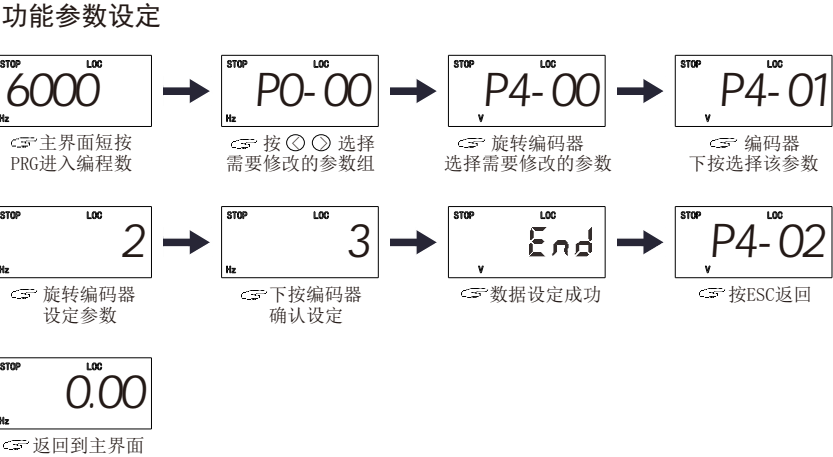 功能参数设定
STOP LOC
6000
Hz
主界面短按
PRG进入编程数
STOP LOC
P0-00
Hz
按 选择
需要修改的参数组
STOP LOC
P4-00
V
旋转编码器
选择需要修改的参数
STOP LOC
P4-01
V
编码器
下按选择该参数
STOP LOC
2
Hz
旋转编码器
设定参数
STOP LOC
3
Hz
下按编码器
确认设定
STOP LOC
End
V
数据设定成功
STOP LOC
P4-02
V
按ESC返回
STOP LOC
0.00
Hz
返回到主界面